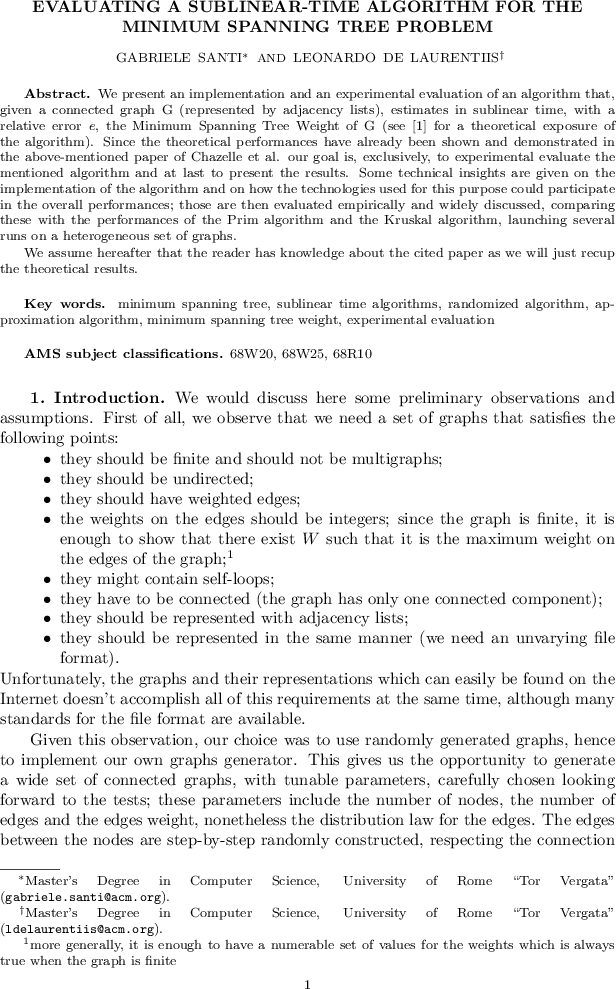 EVALUATING A SUBLINEAR-TIME ALGORITHM FOR THE
MINIMUM SPANNING TREE PROBLEM
GABRIELE SANTI* AND LEONARDO DE LAURENTIIS†
Abstract. We present an implementation and an experimental evaluation of an algorithm that,
given a connected graph G (represented by adjacency lists), estimates in sublinear time, with a
relative error e, the Minimum Spanning Tree Weight of G (see [1] for a theoretical exposure of
the algorithm). Since the theoretical performances have already been shown and demonstrated in
the above-mentioned paper of Chazelle et al. our goal is, exclusively, to experimental evaluate the
mentioned algorithm and at last to present the results. Some technical insights are given on the
implementation of the algorithm and on how the technologies used for this purpose could participate
in the overall performances; those are then evaluated empirically and widely discussed, comparing
these with the performances of the Prim algorithm and the Kruskal algorithm, launching several
runs on a heterogeneous set of graphs.
We assume hereafter that the reader has knowledge about the cited paper as we will just recup
the theoretical results.
Key words. minimum spanning tree, sublinear time algorithms, randomized algorithm, ap-
proximation algorithm, minimum spanning tree weight, experimental evaluation
AMS subject classifications. 68W20, 68W25, 68R10
1. Introduction. We would discuss here some preliminary observations and
assumptions. First of all, we observe that we need a set of graphs that satisfies the
following points:
• they should be finite and should not be multigraphs;
• they should be undirected;
• they should have weighted edges;
• the weights on the edges should be integers; since the graph is finite, it is
enough to show that there exist W such that it is the maximum weight on
the edges of the graph;1
• they might contain self-loops;
• they have to be connected (the graph has only one connected component);
• they should be represented with adjacency lists;
• they should be represented in the same manner (we need an unvarying file
format).
Unfortunately, the graphs and their representations which can easily be found on the
Internet doesn't accomplish all of this requirements at the same time, although many
standards for the file format are available.
Given this observation, our choice was to use randomly generated graphs, hence
to implement our own graphs generator. This gives us the opportunity to generate
a wide set of connected graphs, with tunable parameters, carefully chosen looking
forward to the tests; these parameters include the number of nodes, the number of
edges and the edges weight, nonetheless the distribution law for the edges. The edges
between the nodes are step-by-step randomly constructed, respecting the connection
*Master's Degree in Computer Science, University of Rome “Tor Vergata”
(gabriele.santi@acm.org).
†Master's Degree in Computer Science, University of Rome “Tor Vergata”
(ldelaurentiis@acm.org).
1more generally, it is enough to have a numerable set of values for the weights which is always
true when the graph is finite
1